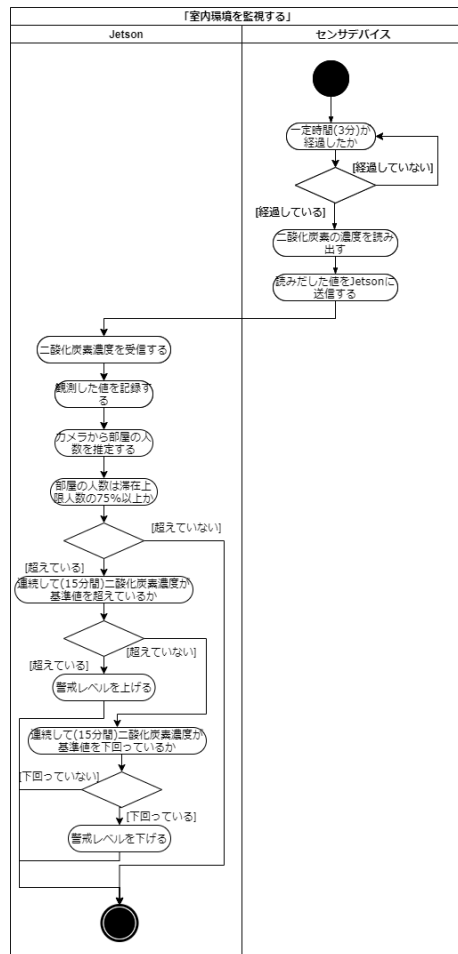 「室内環境を監視する」
Jetson
センサデバイス
一定時間(3分)が
経過したか
[経過していない]
[経過している]
二酸化炭素の濃度を読み
出す
読みだした値をJetsonに
送信する
二酸化炭素濃度を受信する
観測した値を記録す
る
カメラから部屋の人
数を推定する
部屋の人数は滞在上
限人数の75%以上か
[超えていない]
[超えている]
連続して(15分間)二酸化炭素濃度が
基準値を超えているか
[超えていない]
[超えている]
警戒レベルを上げる
連続して(15分間)二酸化炭素濃度が
基準値を下回っているか
[下回っていない]
[下回っている]
警戒レベルを下げる